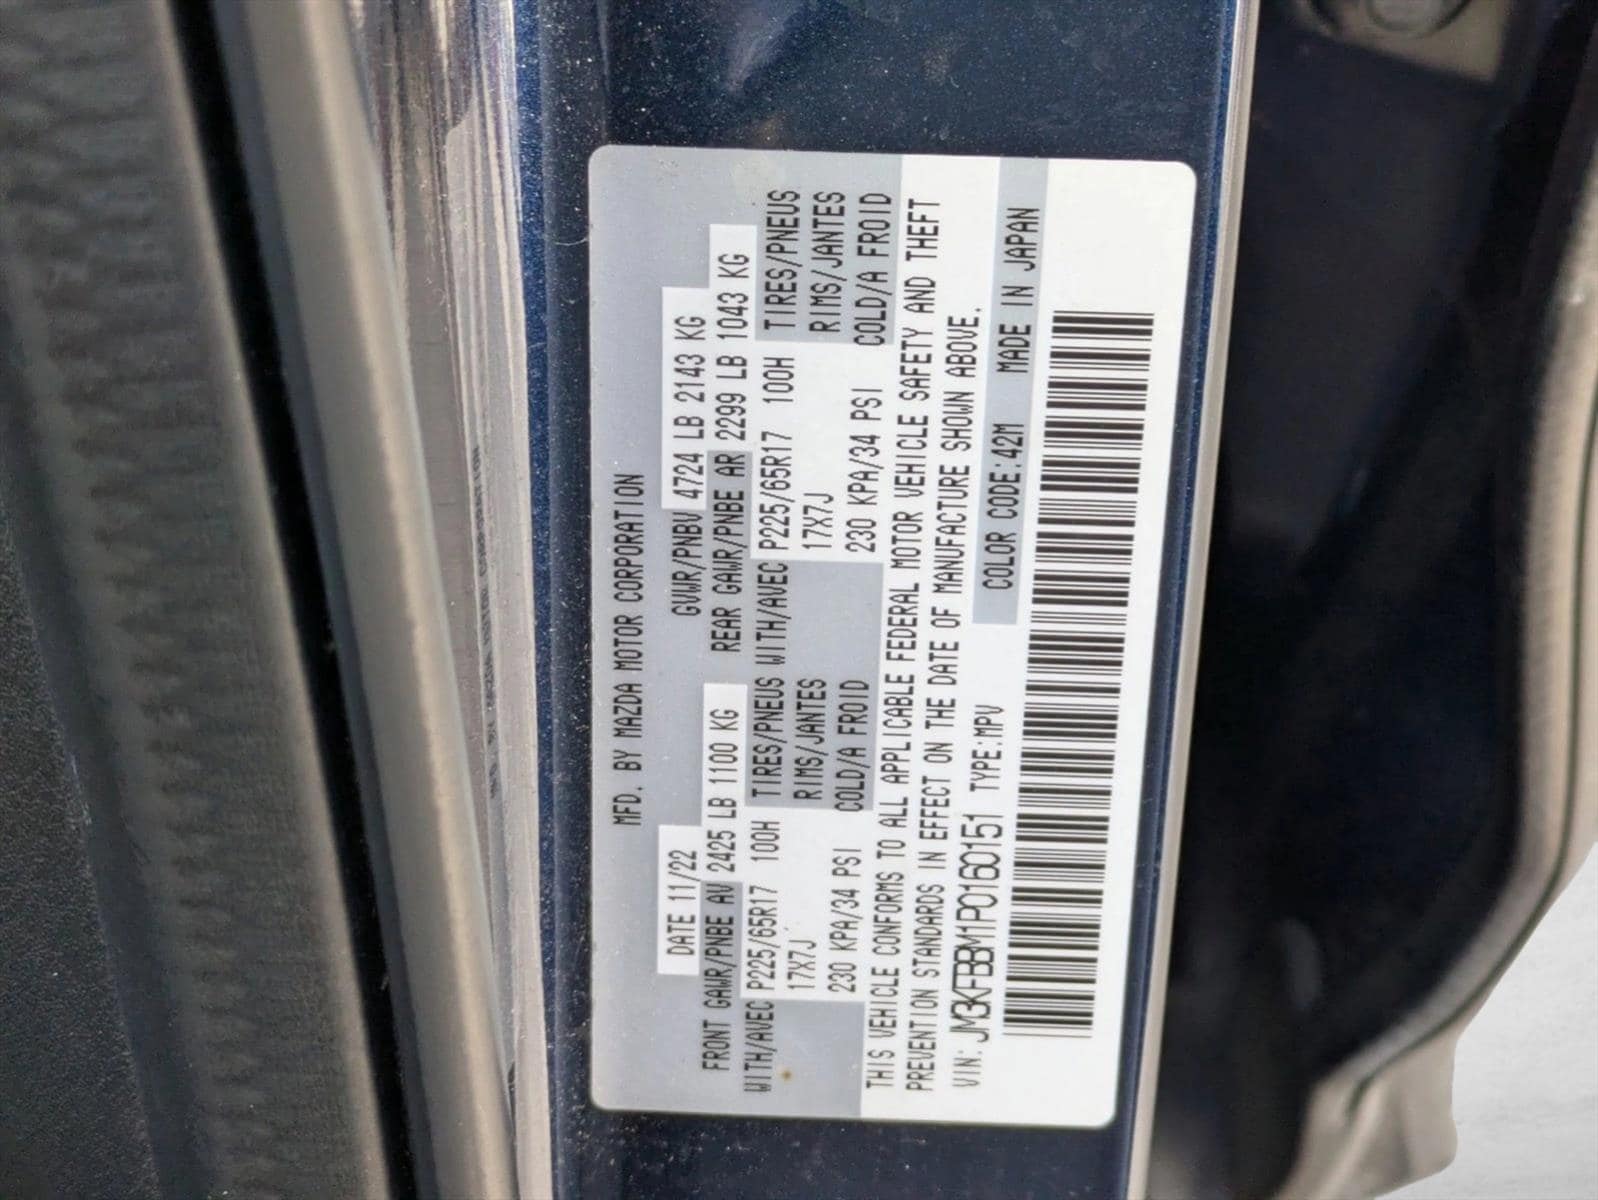 MFD. BY MAZDA MOTOR CORPORATION
DATE 11/22 GVWR/PNBV 4724 LB 2143 KG
FRONT GAWR/PNBE AV 2425 LB 1100 KG REAR GAWR/PNBE AR 2299 LB 1043 KG
WITH/AVEC P225/65R17 100H TIRES/PNEUS WITH/AVEC P225/65R17 100H TIRES/PNEUS
17X7J RIMS/JANTES 17X7J RIMS/JANTES
230 KPA/34 PSI COLD/A FROID 230 KPA/34 PSI COLD/A FROID
THIS VEHICLE CONFORMS TO ALL APPLICABLE FEDERAL MOTOR VEHICLE SAFETY AND THEFT
PREVENTION STANDARDS IN EFFECT ON THE DATE OF MANUFACTURE SHOWN ABOVE.
VIN: JM3KFBBM1P0160151 TYPE:MPV COLOR CODE:42M MADE IN JAPAN